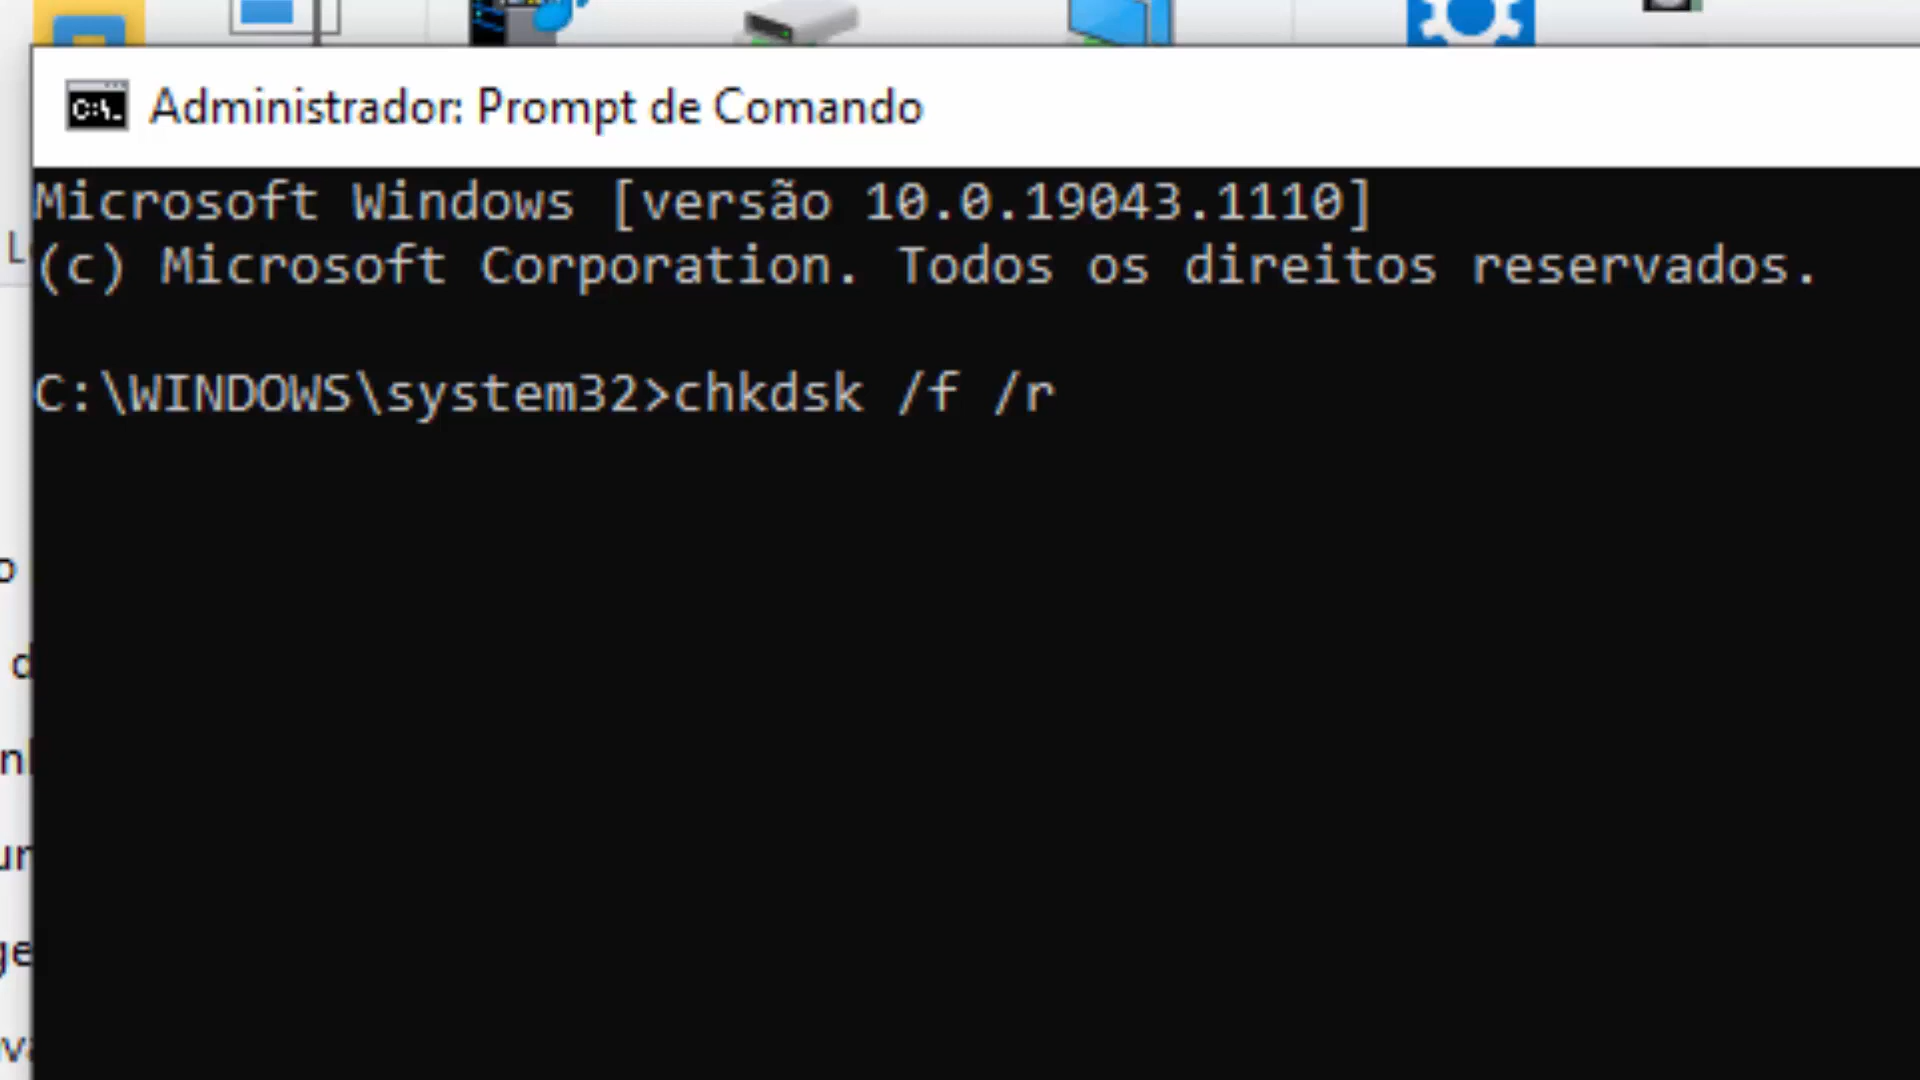 Administrador: Prompt de Comando
Microsoft Windows [versão 10.0.19043.1110]
(c) Microsoft Corporation. Todos os direitos reservados.
C:\WINDOWS\system32>chkdsk /f /r